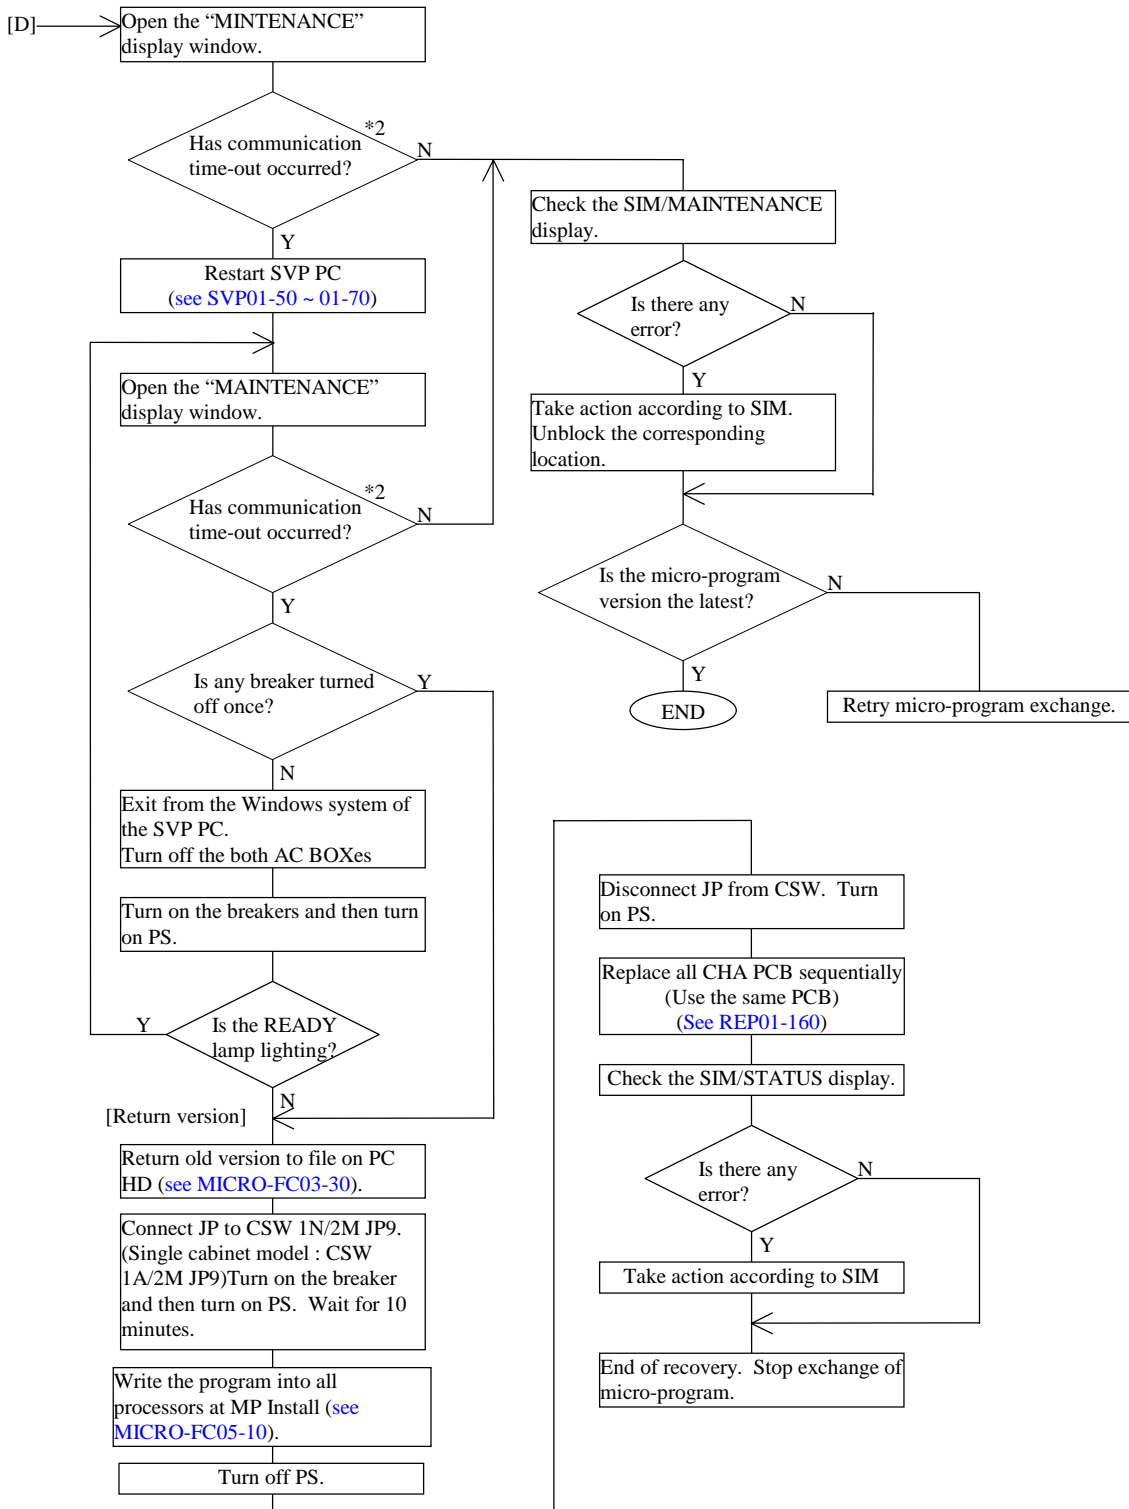 [D]
Open the “MINTENANCE”
display window.
*2
Has communication
time-out occurred?
N
Y
Restart SVP PC
(see SVP01-50 ~ 01-70)
Open the “MAINTENANCE”
display window.
*2
Has communication
time-out occurred?
N
Y
Is any breaker turned
off once?
Y
N
Exit from the Windows system of
the SVP PC.
Turn off the both AC BOXes
Turn on the breakers and then turn
on PS.
Y
Is the READY
lamp lighting?
N
[Return version]
Return old version to file on PC
HD (see MICRO-FC03-30).
Connect JP to CSW 1N/2M JP9.
(Single cabinet model : CSW
1A/2M JP9)Turn on the breaker
and then turn on PS.  Wait for 10
minutes.
Write the program into all
processors at MP Install (see
MICRO-FC05-10).
Turn off PS.
Check the SIM/MAINTENANCE
display.
Is there any
error?
N
Y
Take action according to SIM.
Unblock the corresponding
location.
Is the micro-program
version the latest?
N
Y
END
Retry micro-program exchange.
Disconnect JP from CSW.  Turn
on PS.
Replace all CHA PCB sequentially
(Use the same PCB)
(See REP01-160)
Check the SIM/STATUS display.
Is there any
error?
N
Y
Take action according to SIM
End of recovery.  Stop exchange of
micro-program.